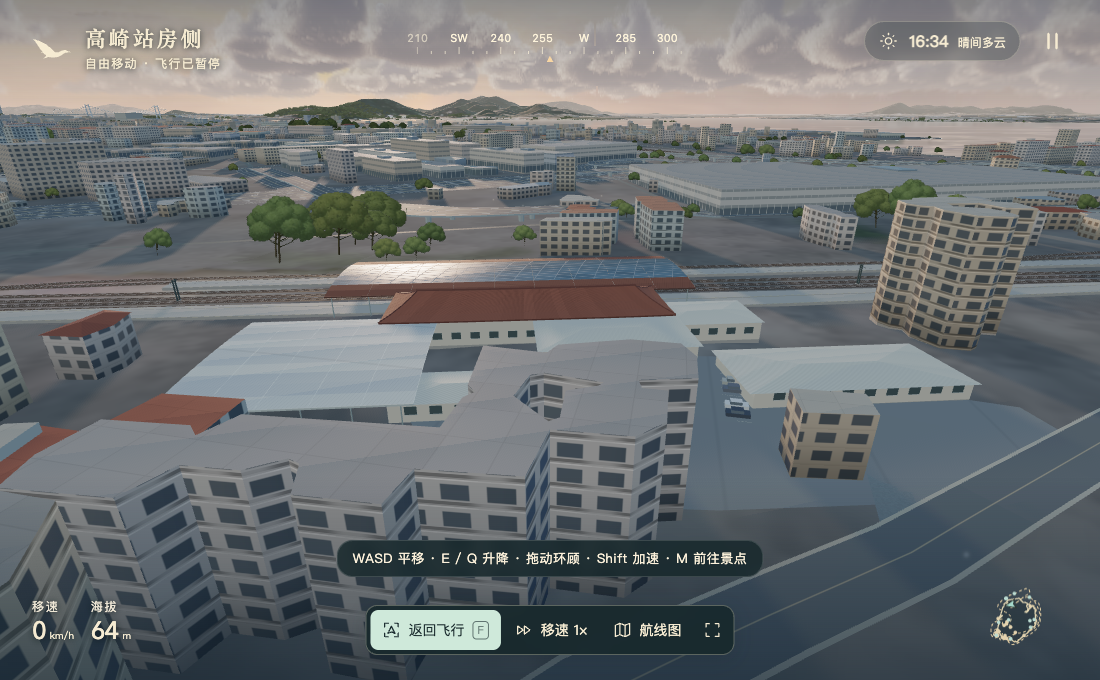 高崎站房侧
自由移动 · 飞行已暂停
210 SW 240 255 W 285 300
16:34 晴间多云
WASD 平移 · E / Q 升降 · 拖动环顾 · Shift 加速 · M 前往景点
移速 海拔
0 km/h 64 m
返回飞行 F 移速 1x 航线图